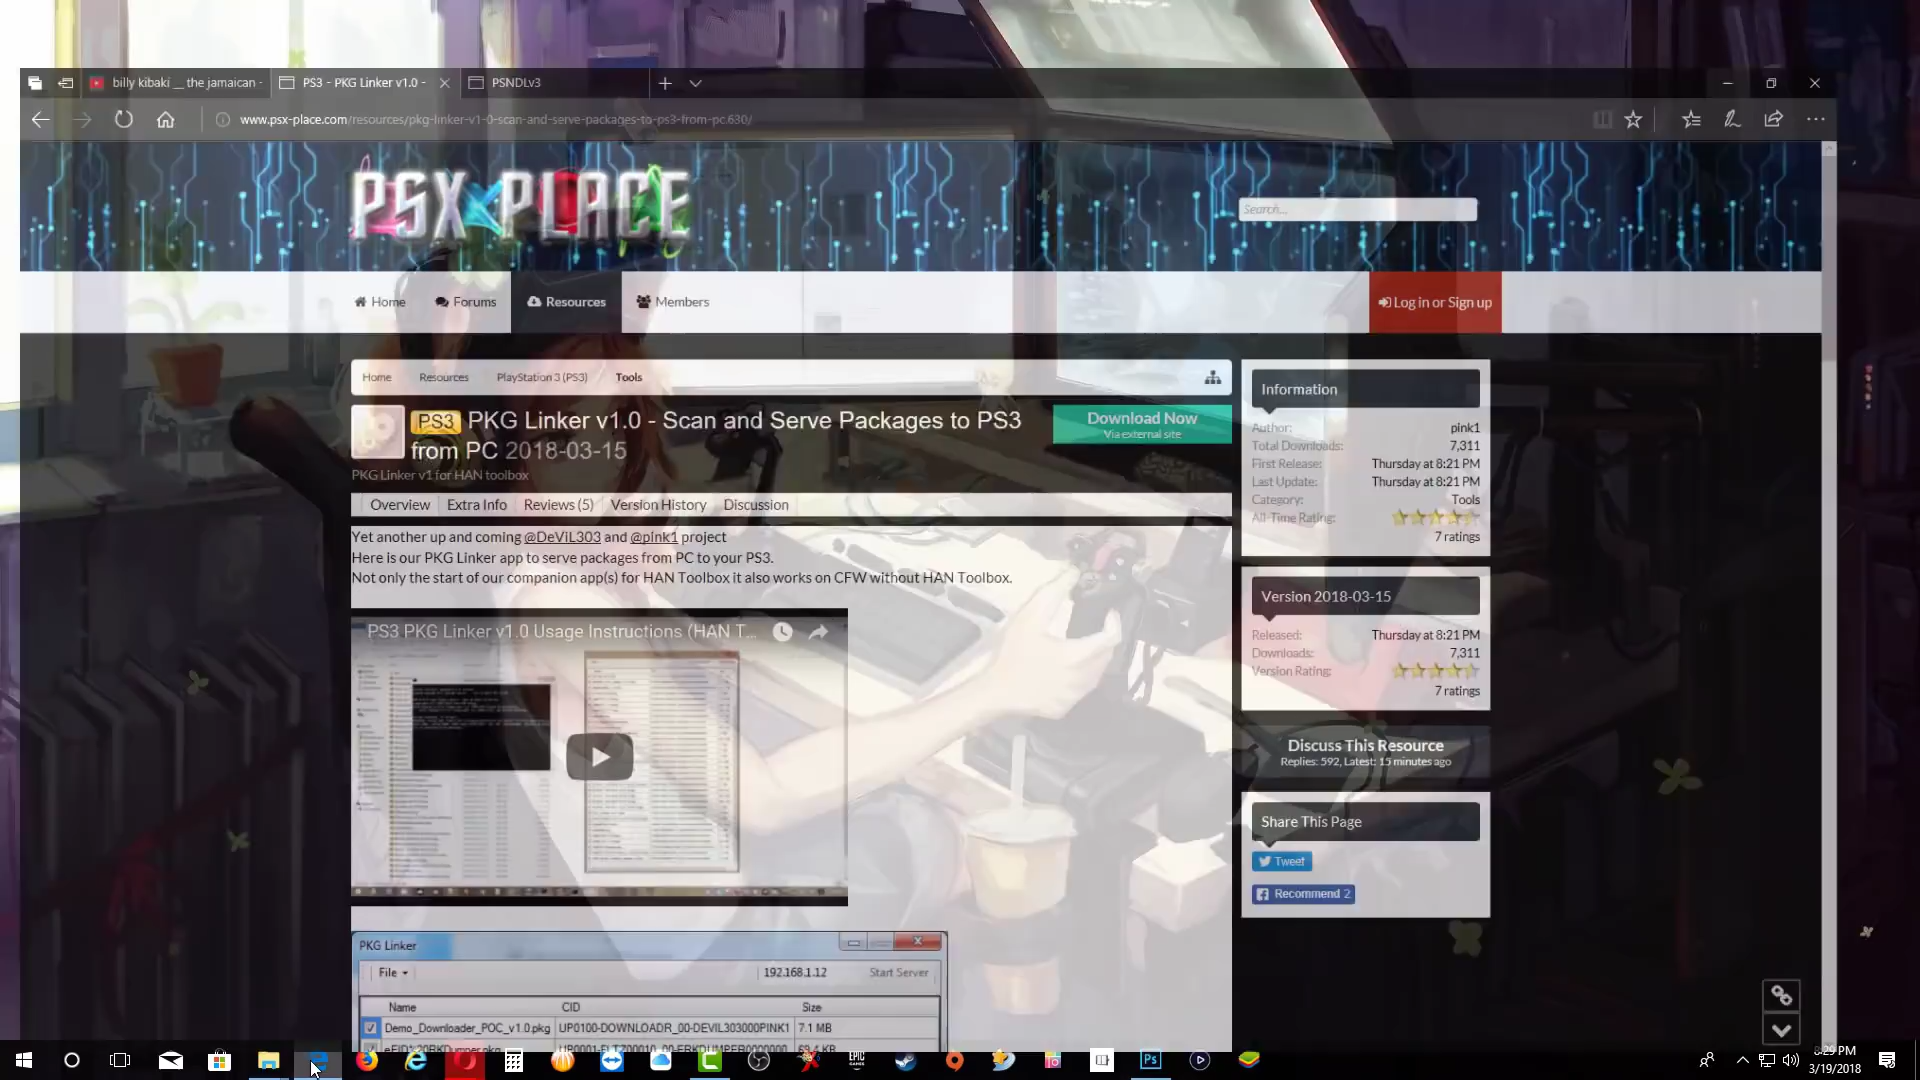 billy kibaki __ the jamaican -
PS3 - PKG Linker v1.0 -
PSNDLv3
www.psx-place.com/resources/pkg-linker-v1-0-scan-and-serve-packages-to-ps3-from-pc.630/
PSX PLACE
Search...
Home
Forums
Resources
Members
Log in or Sign up
Home
Resources
PlayStation 3 (PS3)
Tools
PS3 PKG Linker v1.0 - Scan and Serve Packages to PS3
from PC 2018-03-15
PKG Linker v1 for HAN toolbox
Download Now
Via external site
Overview
Extra Info
Reviews (5)
Version History
Discussion
Yet another up and coming @DeViL303 and @pink1 project
Here is our PKG Linker app to serve packages from PC to your PS3.
Not only the start of our companion app(s) for HAN Toolbox it also works on CFW without HAN Toolbox.
PS3 PKG Linker v1.0 Usage Instructions (HAN T...
PKG Linker
File
192.168.1.12
Start Server
Name
CID
Size
Demo_Downloader_POC_v1.0.pkg
UP0100-DOWNLOADR_00-DEVIL303000PINK1
7.1 MB
Information
Author: pink1
Total Downloads: 7,311
First Release: Thursday at 8:21 PM
Last Update: Thursday at 8:21 PM
Category: Tools
All-Time Rating:
7 ratings
Version 2018-03-15
Released: Thursday at 8:21 PM
Downloads: 7,311
Version Rating:
7 ratings
Discuss This Resource
Replies: 592, Latest: 15 minutes ago
Share This Page
Tweet
Recommend 2
EPIC
GAMES
Ps
8:29 PM
3/19/2018